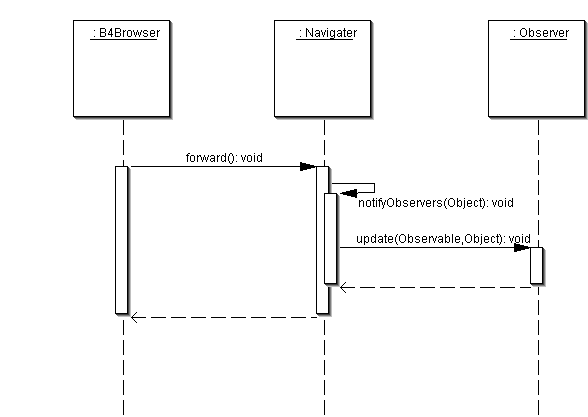 : B4Browser
: Navigater
: Observer
forward(): void
notifyObservers(Object): void
update(Observable,Object): void